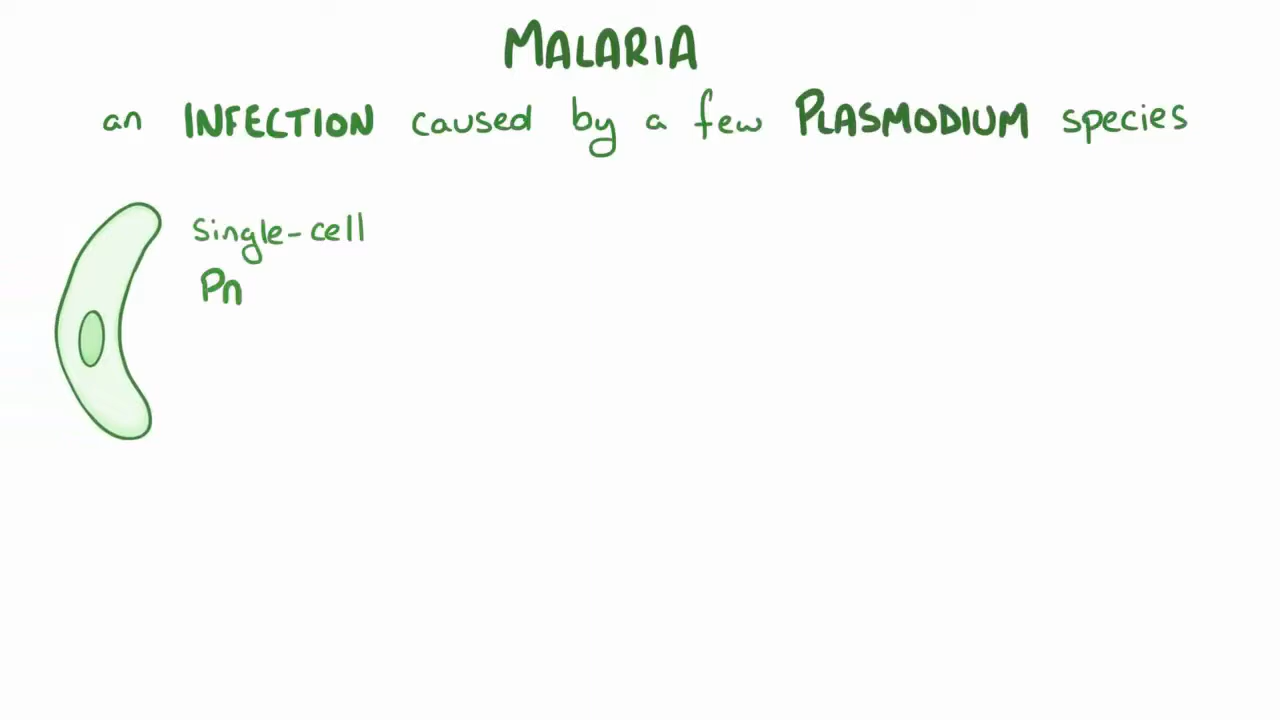 MALARIA
an INFECTION caused by a few PLASMODIUM species
single-cell
Pn